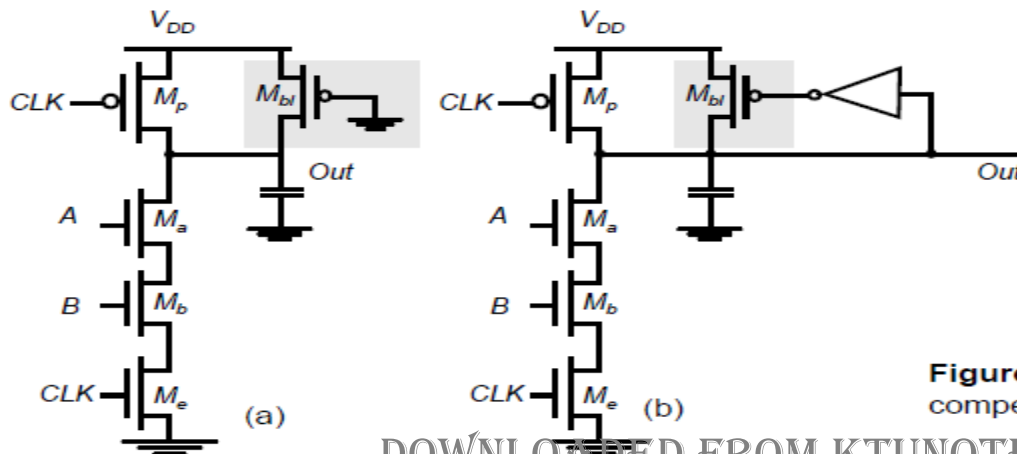 V_DD
CLK
M_p
M_bl
Out
A
M_a
B
M_b
CLK
M_e
(a)
V_DD
CLK
M_p
M_bl
Out
A
M_a
B
M_b
CLK
M_e
(b)
Figure
compe
DOWNLOADED FROM KTUNOTE